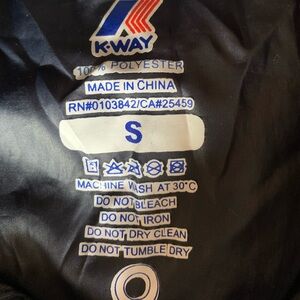 K-WAY
100% POLYESTER
MADE IN CHINA
RN#0103842/CA#25459
S
MACHINE WASH AT 30°C
DO NOT BLEACH
DO NOT IRON
DO NOT DRY CLEAN
DO NOT TUMBLE DRY